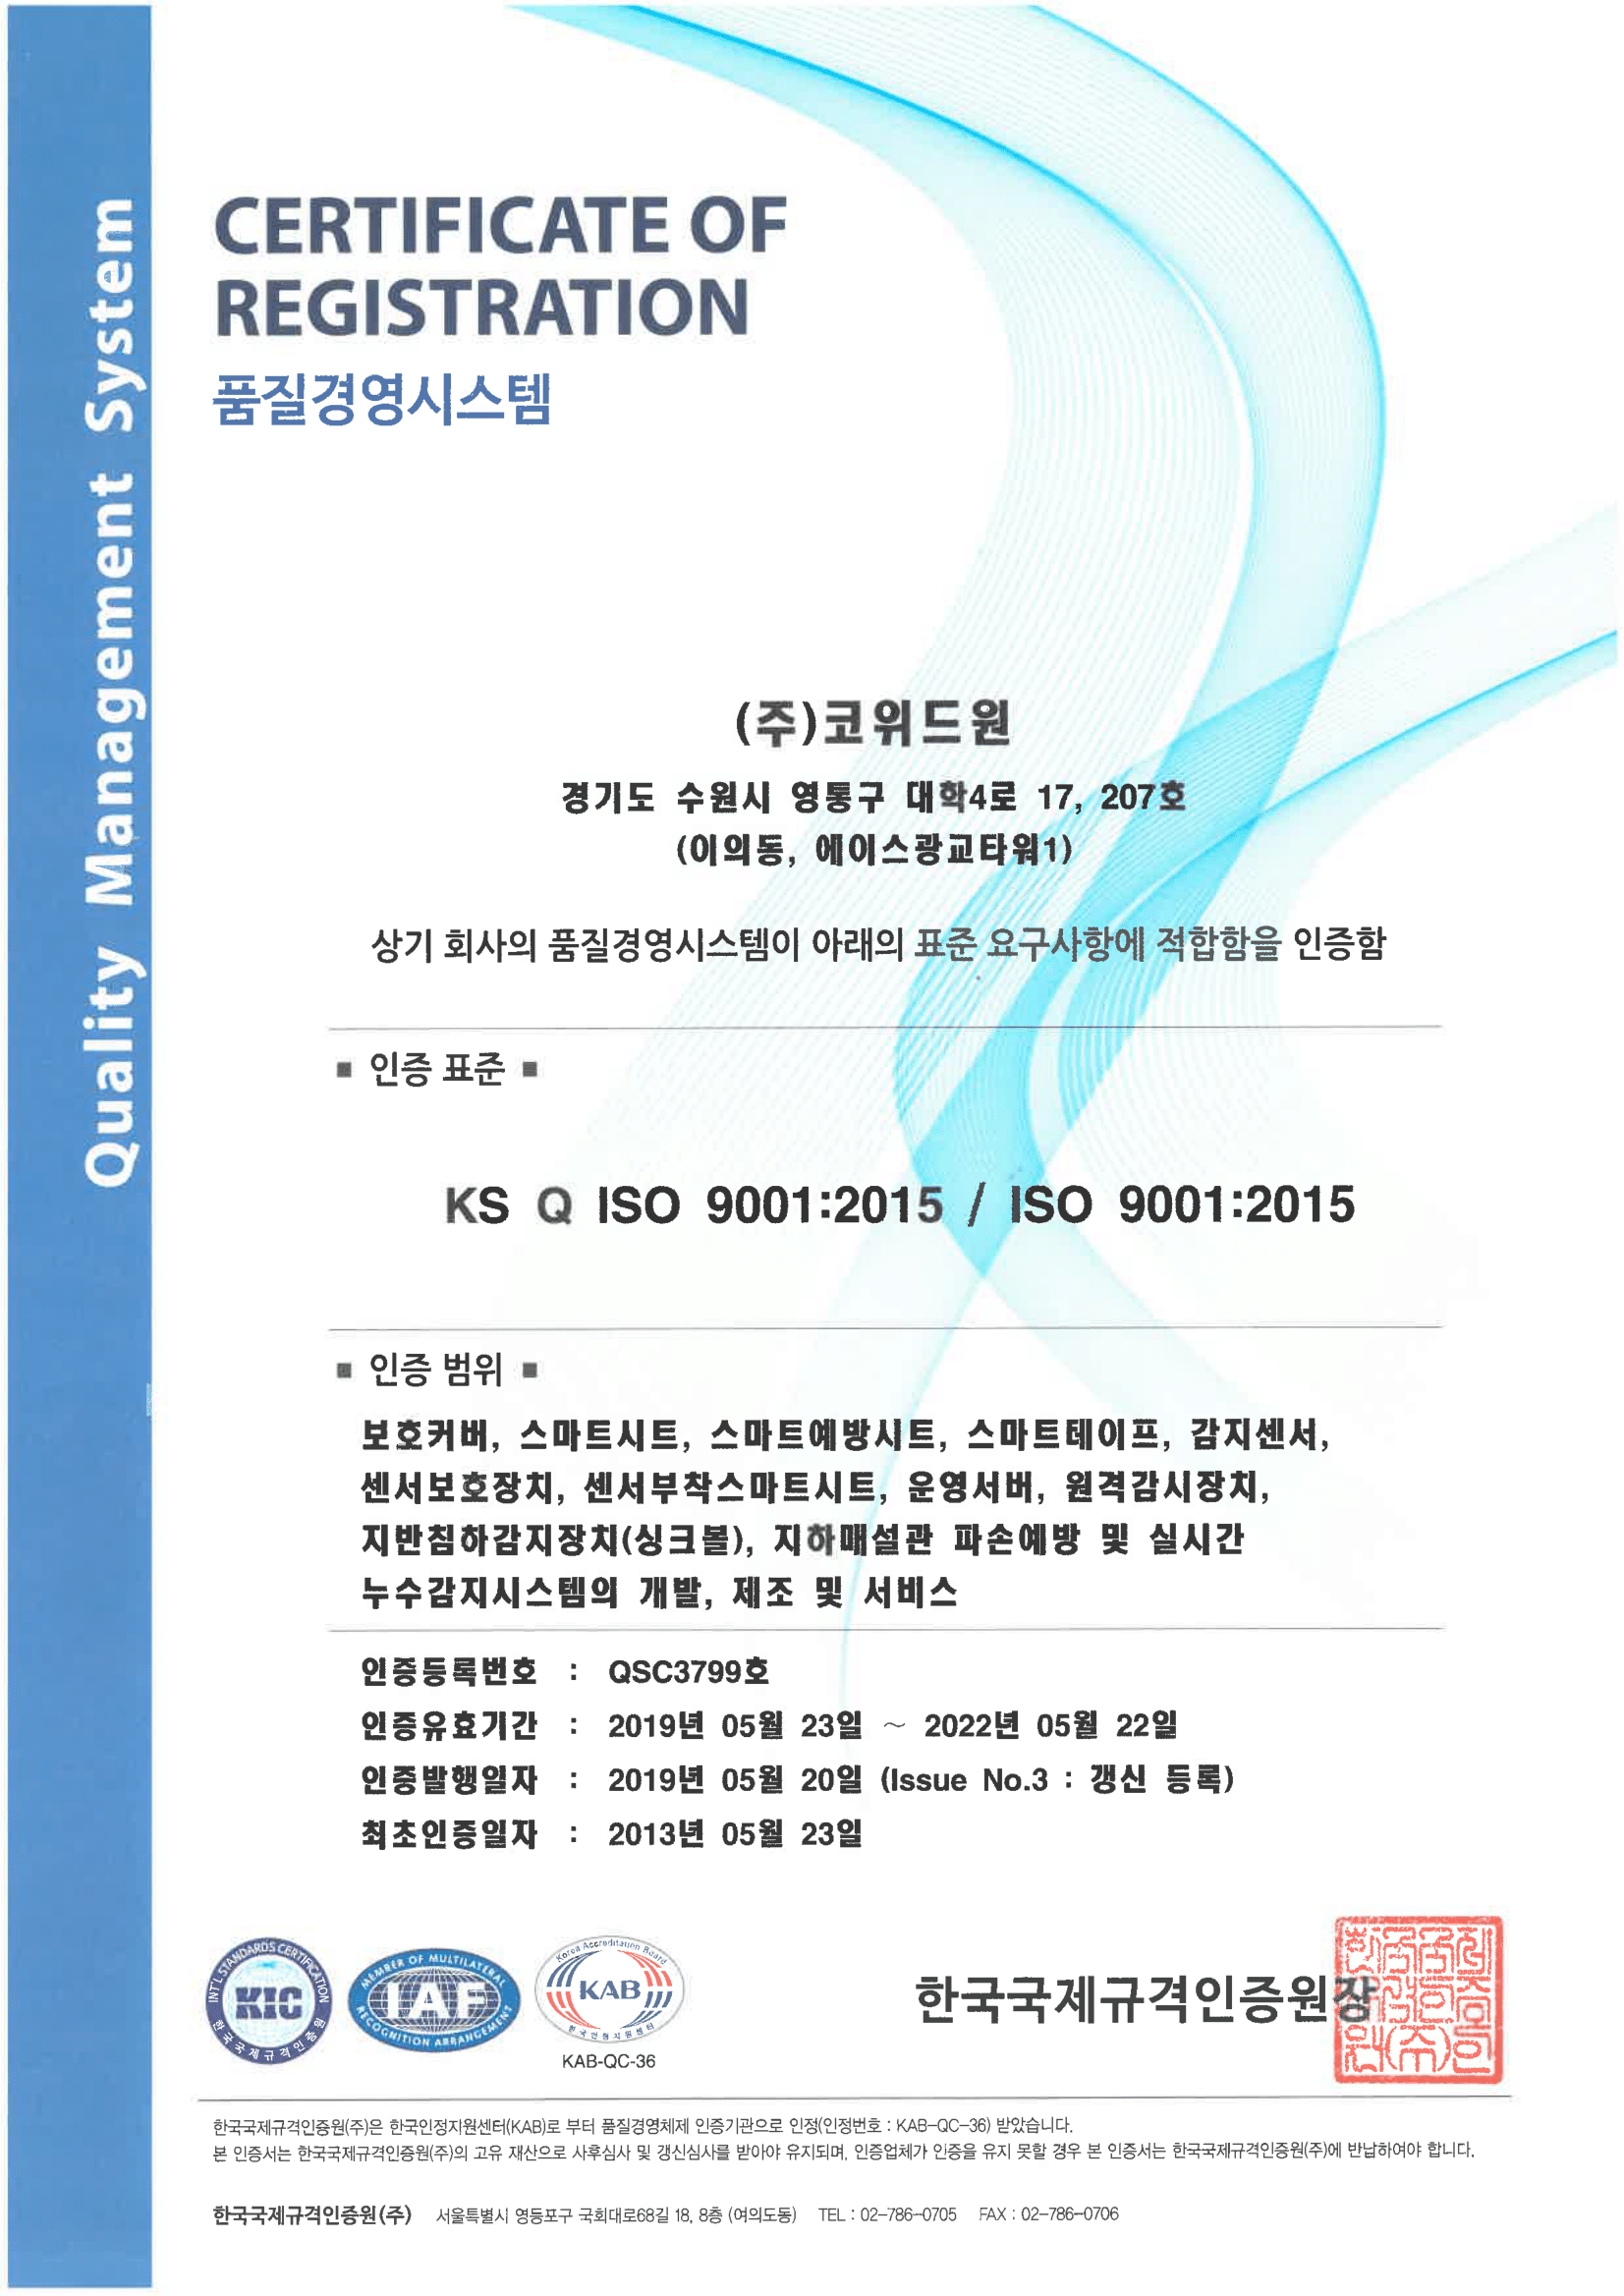 Quality Management System
CERTIFICATE OF
REGISTRATION
품질경영시스템
(주)코위드원
경기도 수원시 영통구 대학4로 17, 207호
(이의동, 에이스광교타워1)
상기 회사의 품질경영시스템이 아래의 표준 요구사항에 적합함을 인증함
■ 인증 표준 ■
KS Q ISO 9001:2015 / ISO 9001:2015
■ 인증 범위 ■
보호커버, 스마트시트, 스마트예방시트, 스마트테이프, 감지센서,
센서보호장치, 센서부착스마트시트, 운영서버, 원격감시장치,
지반침하감지장치(싱크볼), 지하매설관 파손예방 및 실시간
누수감지시스템의 개발, 제조 및 서비스
인증등록번호 : QSC3799호
인증유효기간 : 2019년 05월 23일 ~ 2022년 05월 22일
인증발행일자 : 2019년 05월 20일 (Issue No.3 : 갱신 등록)
최초인증일자 : 2013년 05월 23일
INT'L STANDARDS CERTIFICATION
KIC
한국국제규격인증원
MEMBER OF MULTILATERAL
IAF
RECOGNITION ARRANGEMENT
Korea Accreditation Board
KAB
한국인정지원센터
KAB-QC-36
한국국제규격인증원장
한국국제규격인증원(주)은 한국인정지원센터(KAB)로 부터 품질경영체제 인증기관으로 인정(인정번호 : KAB-QC-36) 받았습니다.
본 인증서는 한국국제규격인증원(주)의 고유 재산으로 사후심사 및 갱신심사를 받아야 유지되며, 인증업체가 인증을 유지 못할 경우 본 인증서는 한국국제규격인증원(주)에 반납하여야 합니다.
한국국제규격인증원(주) 서울특별시 영등포구 국회대로68길 18, 8층 (여의도동) TEL : 02-786-0705 FAX : 02-786-0706